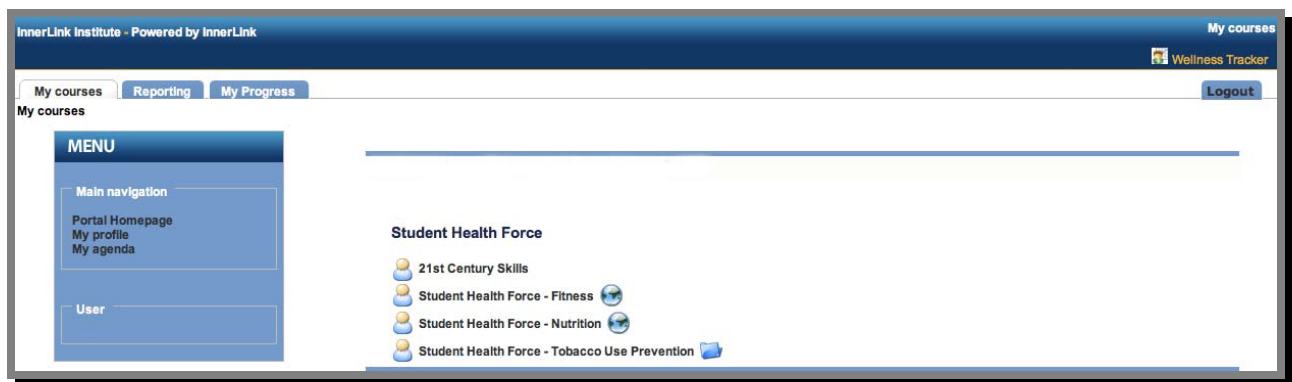 InnerLink Institute - Powered by InnerLink
My courses
Wellness Tracker
My courses Reporting My Progress Logout
My courses
MENU
Main navigation
Portal Homepage
My profile
My agenda
User
Student Health Force
21st Century Skills
Student Health Force - Fitness
Student Health Force - Nutrition
Student Health Force - Tobacco Use Prevention